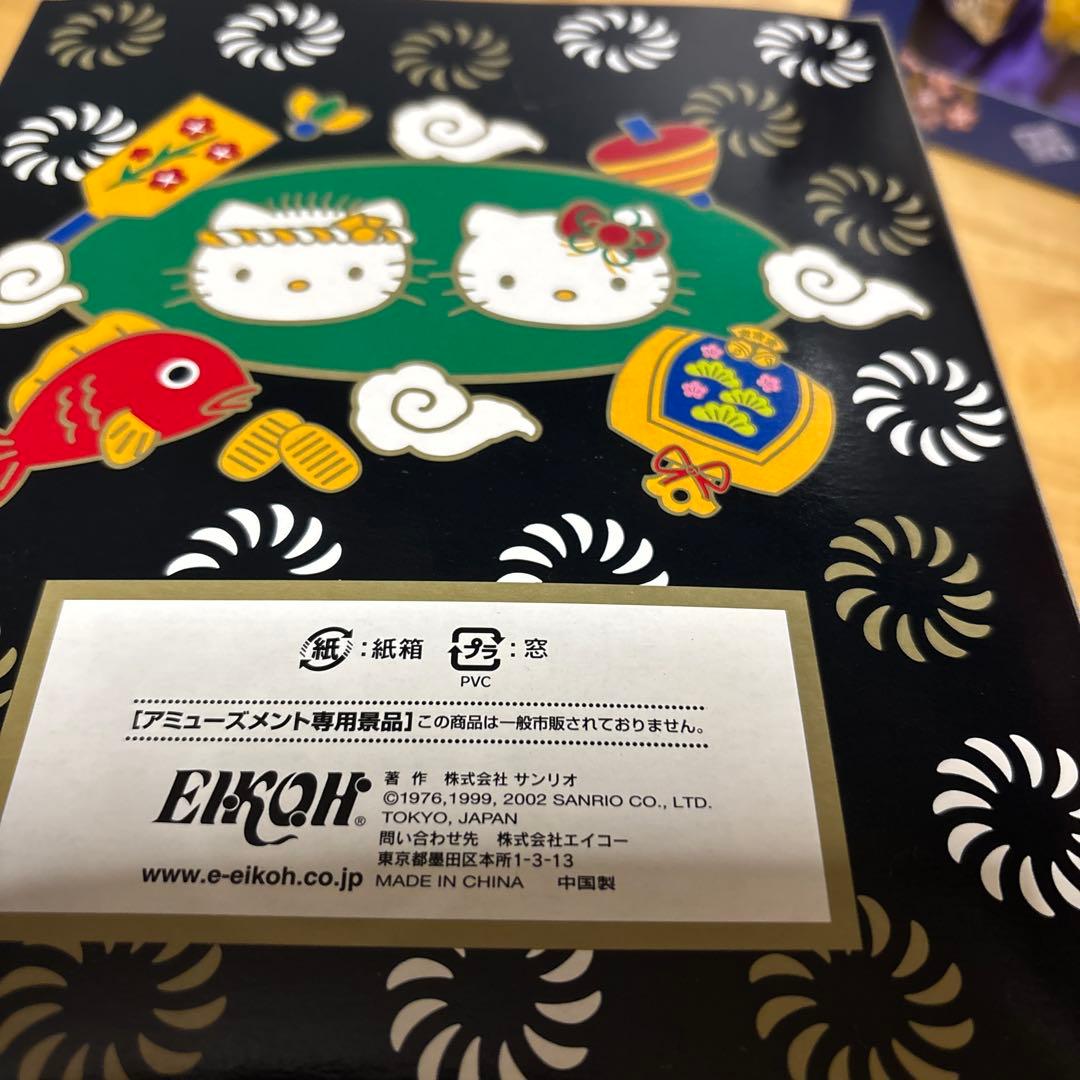 紙:紙箱 プラ:窓
PVC
[アミューズメント専用景品]この商品は一般市販されておりません。
EIKOH®
著 作 株式会社 サンリオ
©1976,1999, 2002 SANRIO CO., LTD.
TOKYO, JAPAN
問い合わせ先 株式会社エイコー
東京都墨田区本所1-3-13
www.e-eikoh.co.jp MADE IN CHINA 中国製